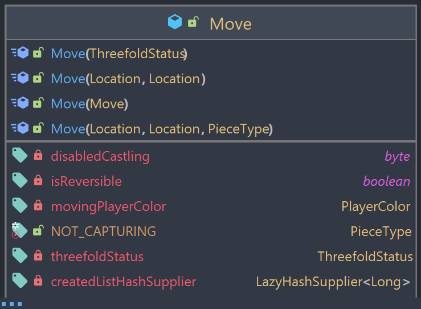 Move
Move(ThreefoldStatus)
Move(Location, Location)
Move(Move)
Move(Location, Location, PieceType)
disabledCastling byte
isReversible boolean
movingPlayerColor PlayerColor
NOT_CAPTURING PieceType
threefoldStatus ThreefoldStatus
createdListHashSupplier LazyHashSupplier<Long>